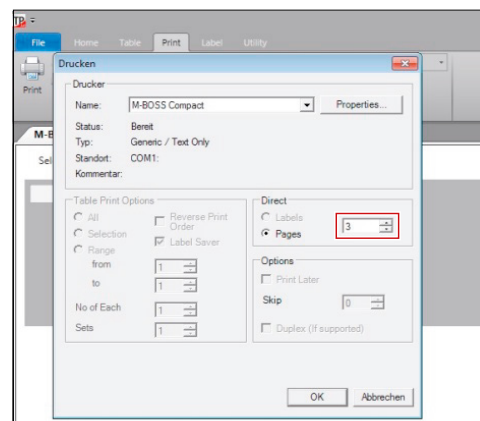 TP
File Home Table Print Label Utility
Print
Drucken
Drucker
Name: M-BOSS Compact Properties...
Status: Bereit
Typ: Generic / Text Only
Standort: COM1:
Kommentar:
M-B
Sel
Table Print Options
All Reverse Print Order
Selection
Label Saver
Range
from 1
to 1
No of Each 1
Sets 1
Direct
Labels
Pages 3
Options
Print Later
Skip 0
Duplex (If supported)
OK Abbrechen